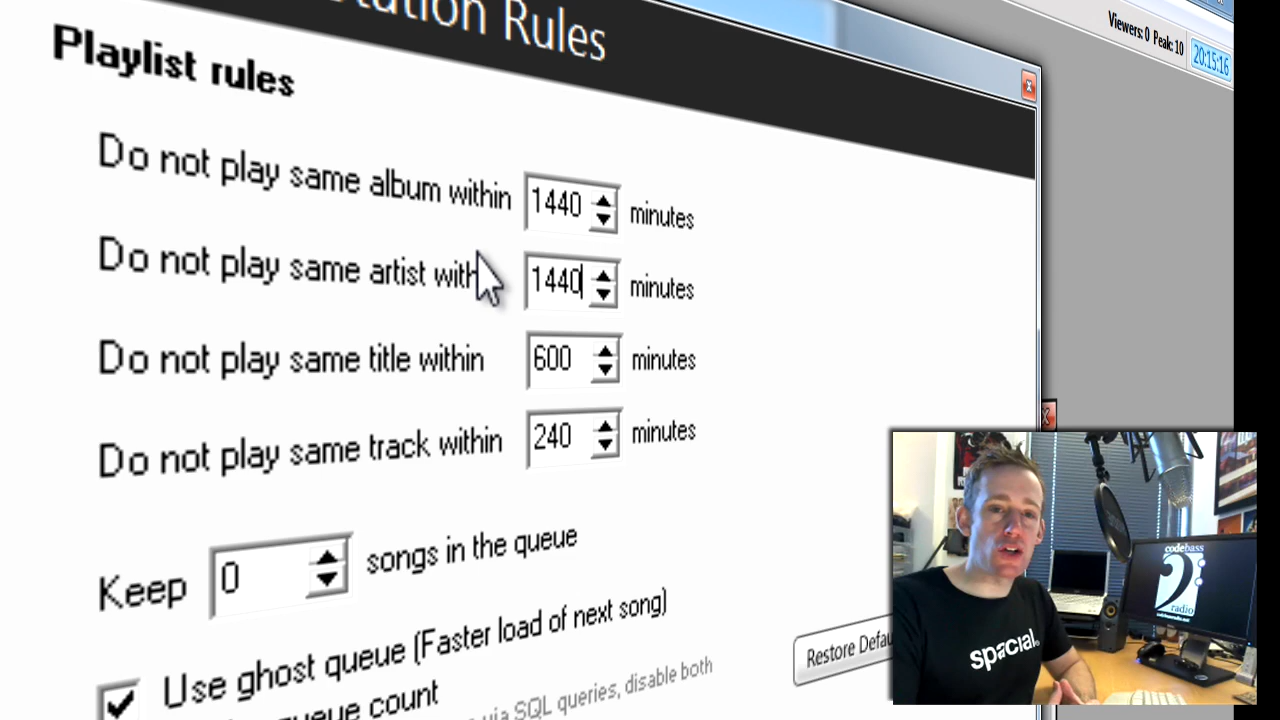 tation Rules
Viewers: 0 Peak: 10
20:15:16
Playlist rules
Do not play same album within 1440 minutes
Do not play same artist with 1440 minutes
Do not play same title within 600 minutes
Do not play same track within 240 minutes
Keep 0 songs in the queue
Use ghost queue (Faster load of next song)
queue count
via SQL queries, disable both
Restore Defau
codebass
radio
spacial.